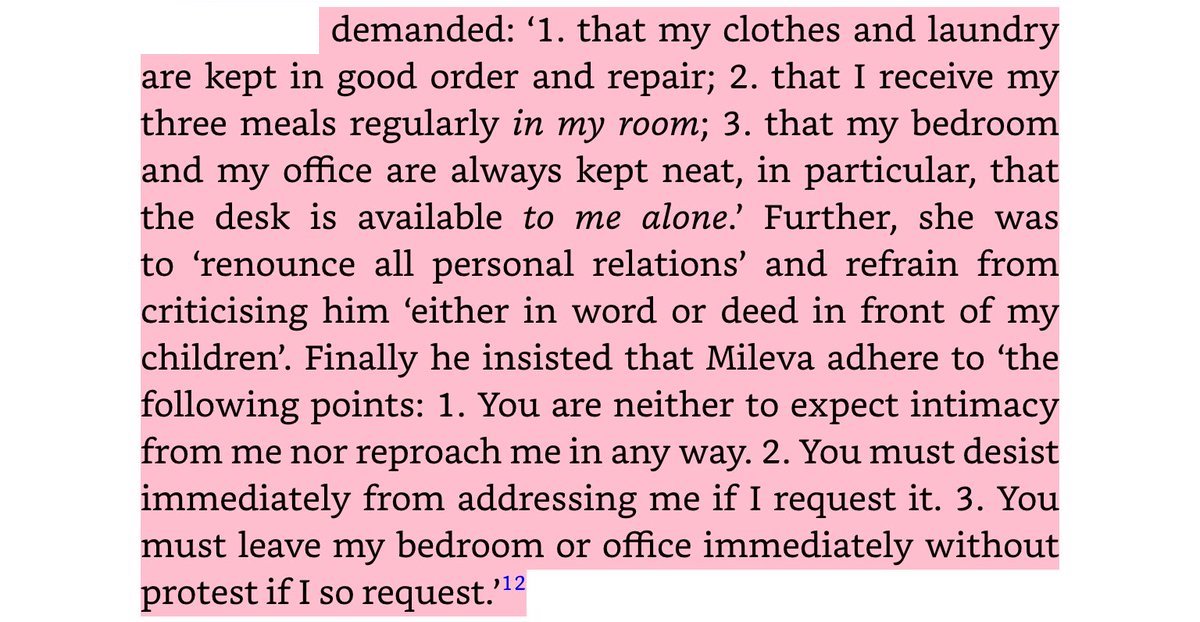 demanded: ‘1. that my clothes and laundry
are kept in good order and repair; 2. that I receive my
three meals regularly in my room; 3. that my bedroom
and my office are always kept neat, in particular, that
the desk is available to me alone.’ Further, she was
to ‘renounce all personal relations’ and refrain from
criticising him ‘either in word or deed in front of my
children’. Finally he insisted that Mileva adhere to ‘the
following points: 1. You are neither to expect intimacy
from me nor reproach me in any way. 2. You must desist
immediately from addressing me if I request it. 3. You
must leave my bedroom or office immediately without
protest if I so request.’12